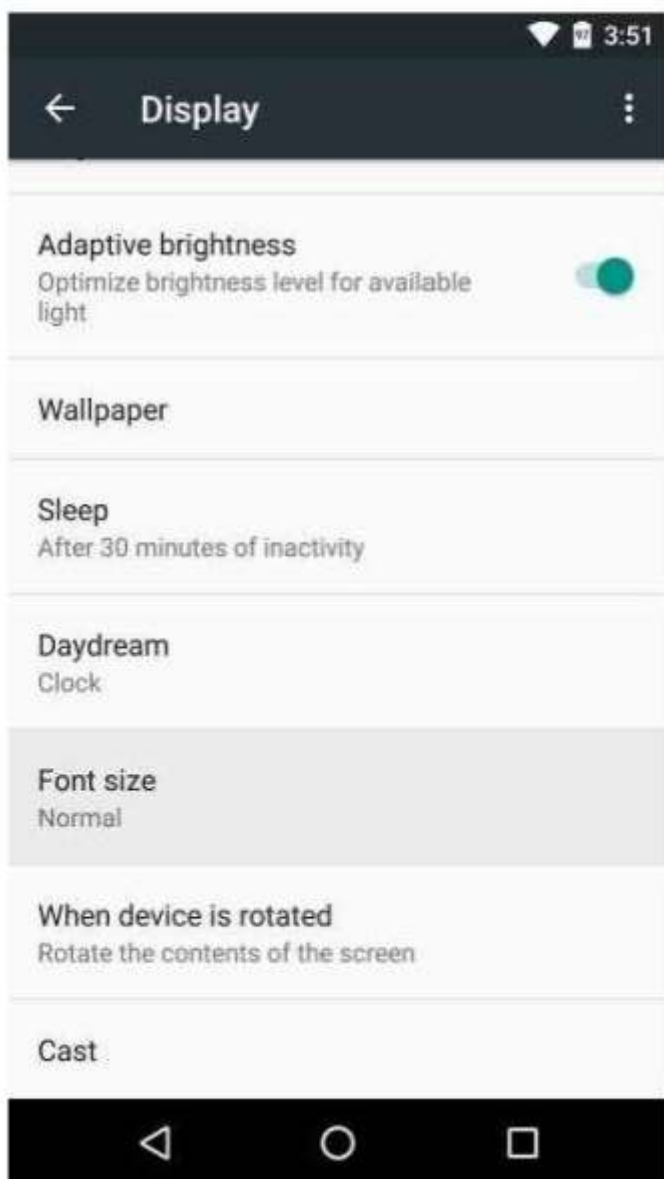 97 3:51
Display
Adaptive brightness
Optimize brightness level for available
light
Wallpaper
Sleep
After 30 minutes of inactivity
Daydream
Clock
Font size
Normal
When device is rotated
Rotate the contents of the screen
Cast